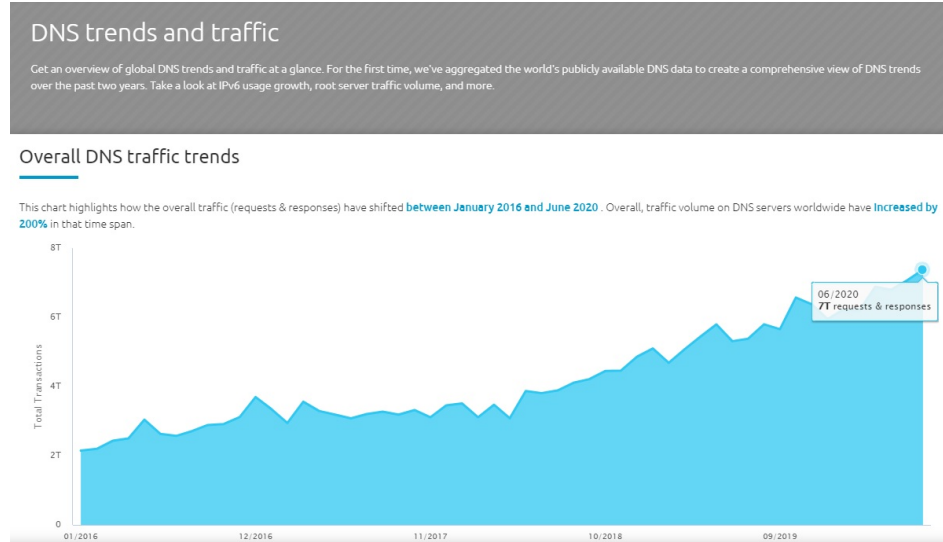 DNS trends and traffic
Get an overview of global DNS trends and traffic at a glance. For the first time, we've aggregated the world's publicly available DNS data to create a comprehensive view of DNS trends
over the past two years. Take a look at IPv6 usage growth, root server traffic volume, and more.
Overall DNS traffic trends
This chart highlights how the overall traffic (requests & responses) have shifted between January 2016 and June 2020 . Overall, traffic volume on DNS servers worldwide have Increased by
200% in that time span.
8T
6T
4T
2T
0
Total Transactions
06/2020
7T requests & responses
01/2016
12/2016
11/2017
10/2018
09/2019